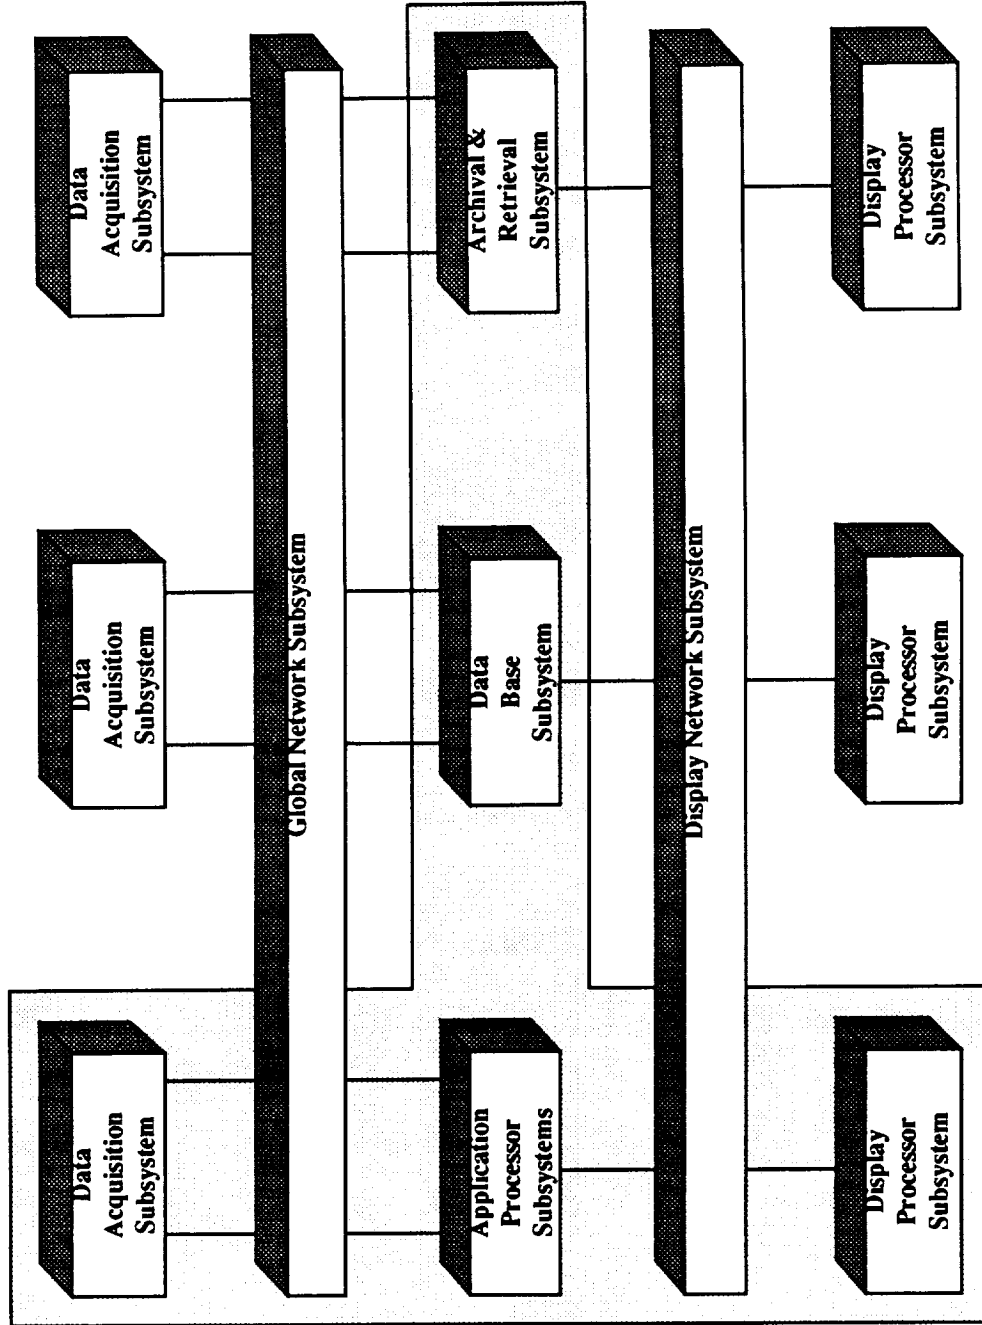 Data
Acquisition
Subsystem
Data
Acquisition
Subsystem
Data
Acquisition
Subsystem
Global Network Subsystem
Application
Processor
Subsystems
Data
Base
Subsystem
Archival &
Retrieval
Subsystem
Display Network Subsystem
Display
Processor
Subsystem
Display
Processor
Subsystem
Display
Processor
Subsystem